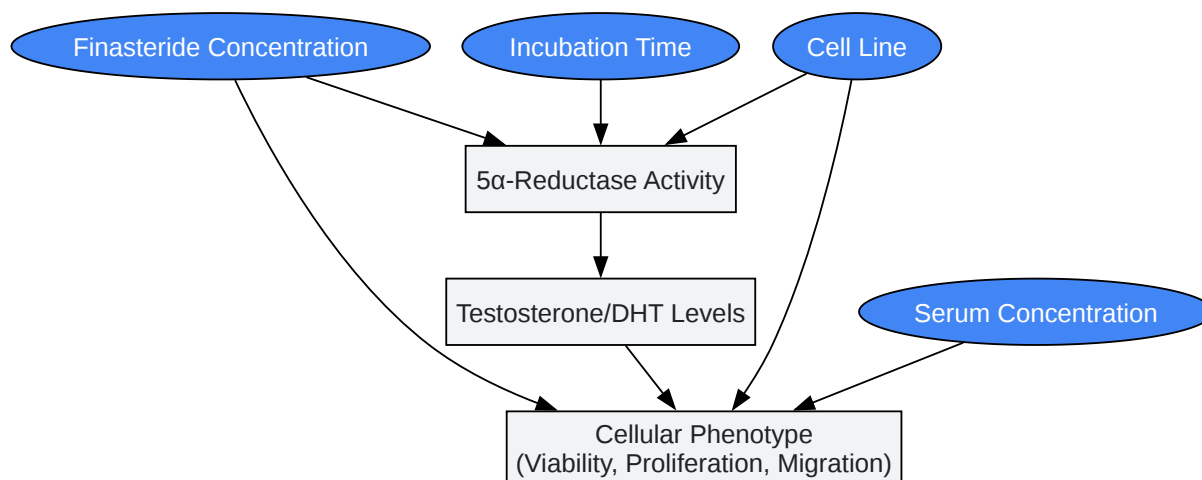 Finasteride Concentration
Incubation Time
Cell Line
5α-Reductase Activity
Testosterone/DHT Levels
Serum Concentration
Cellular Phenotype
(Viability, Proliferation, Migration)